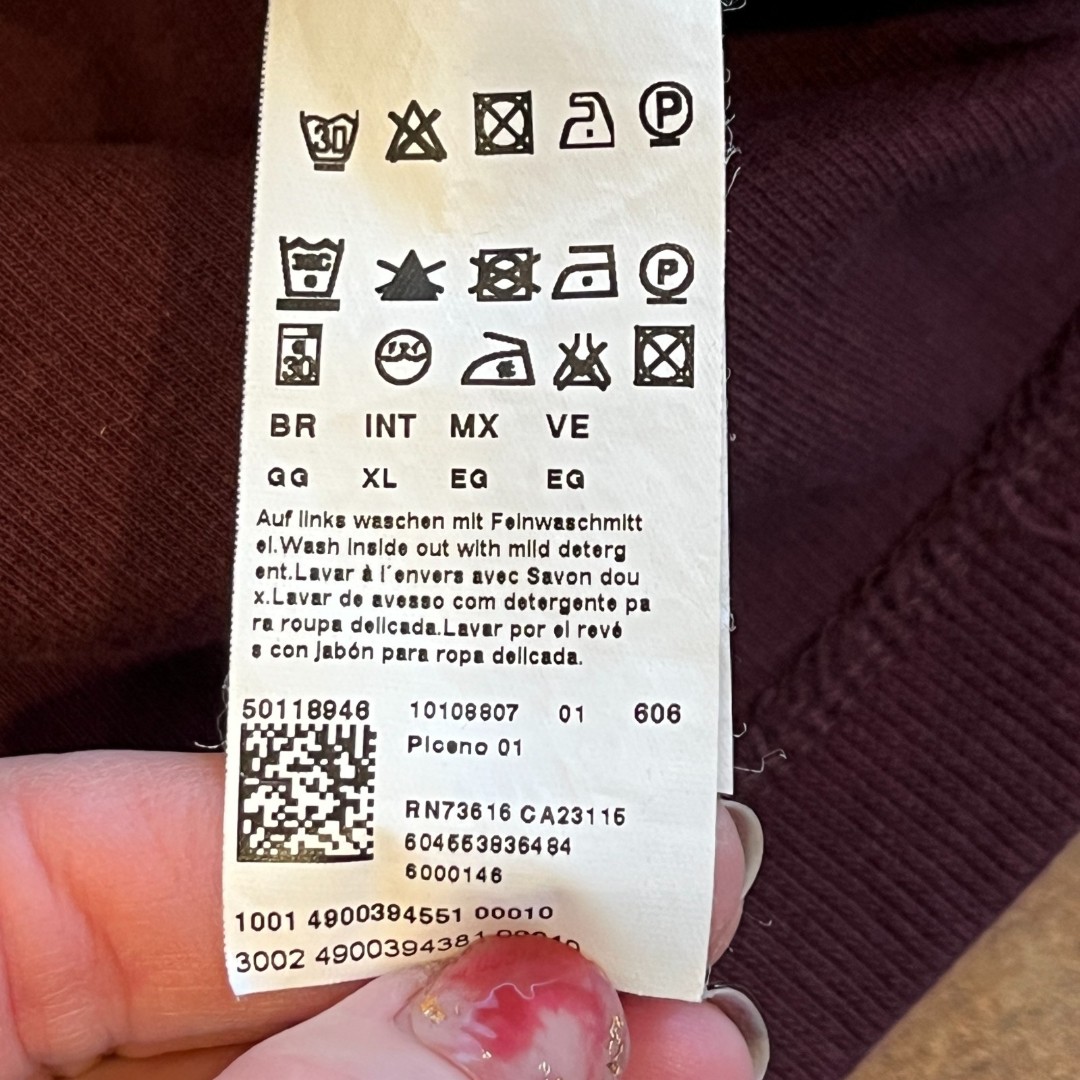 30 P
30C P
30
BR INT MX VE
GG XL EG EG
Auf links waschen mit Feinwaschmitt
el.Wash inside out with mild deterg
ent.Lavar à l´envers avec Savon dou
x.Lavar de avesso com detergente pa
ra roupa delicada.Lavar por el revé
s con jabón para ropa delicada.
50118946 10108807 01 606
Piceno 01
RN73616 CA23115
604553836484
6000146
1001 4900394551 00010
3002 4900394381